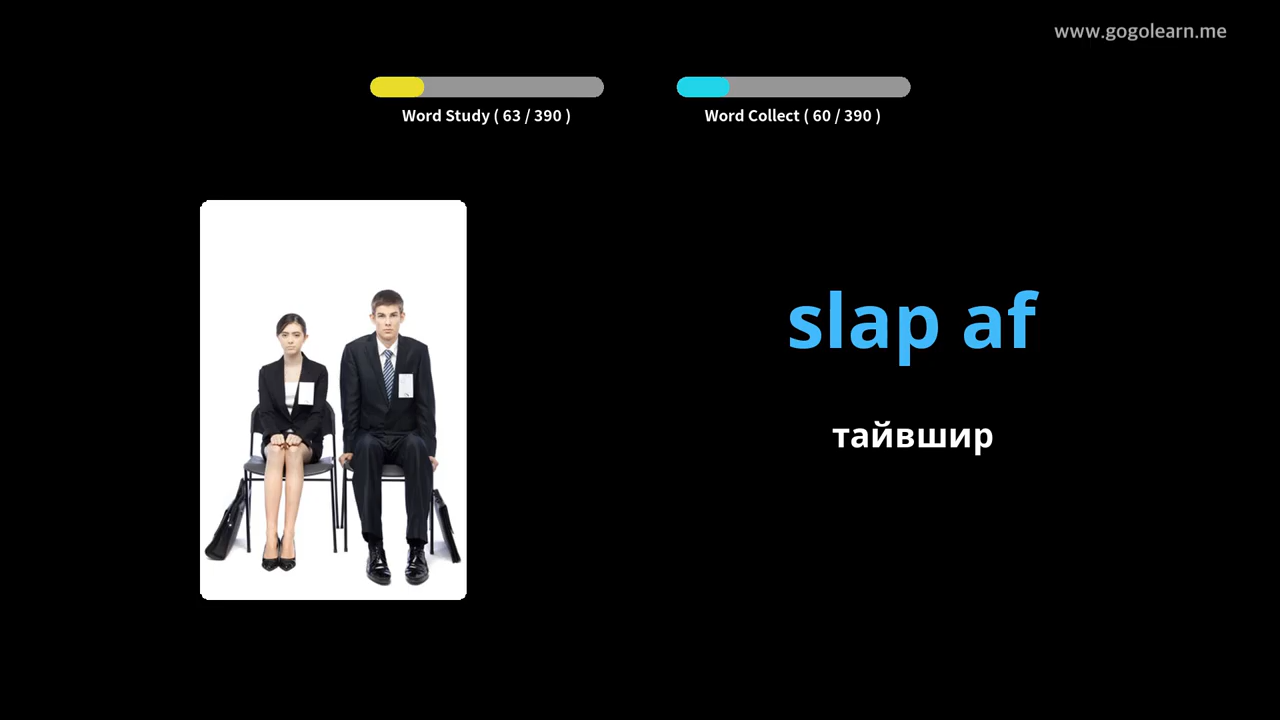 www.gogolearn.me
Word Study ( 63 / 390 )
Word Collect ( 60 / 390 )
slap af
тайвшир